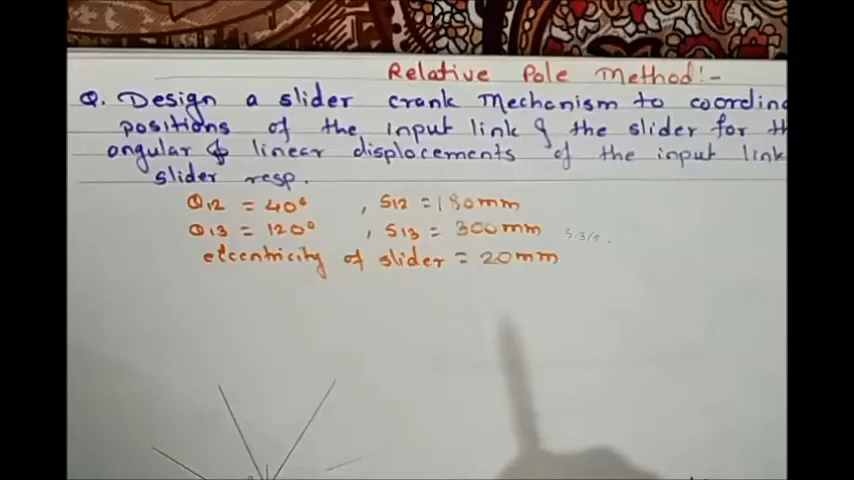 Relative Pole Method:-
Q. Design a slider crank Mechanism to coordin
positions of the input link & the slider for th
angular & linear displacements of the input link
slider resp.
θ12 = 40° , S12 = 180mm
θ13 = 120° , S13 = 300mm
eccentricity of slider = 20mm